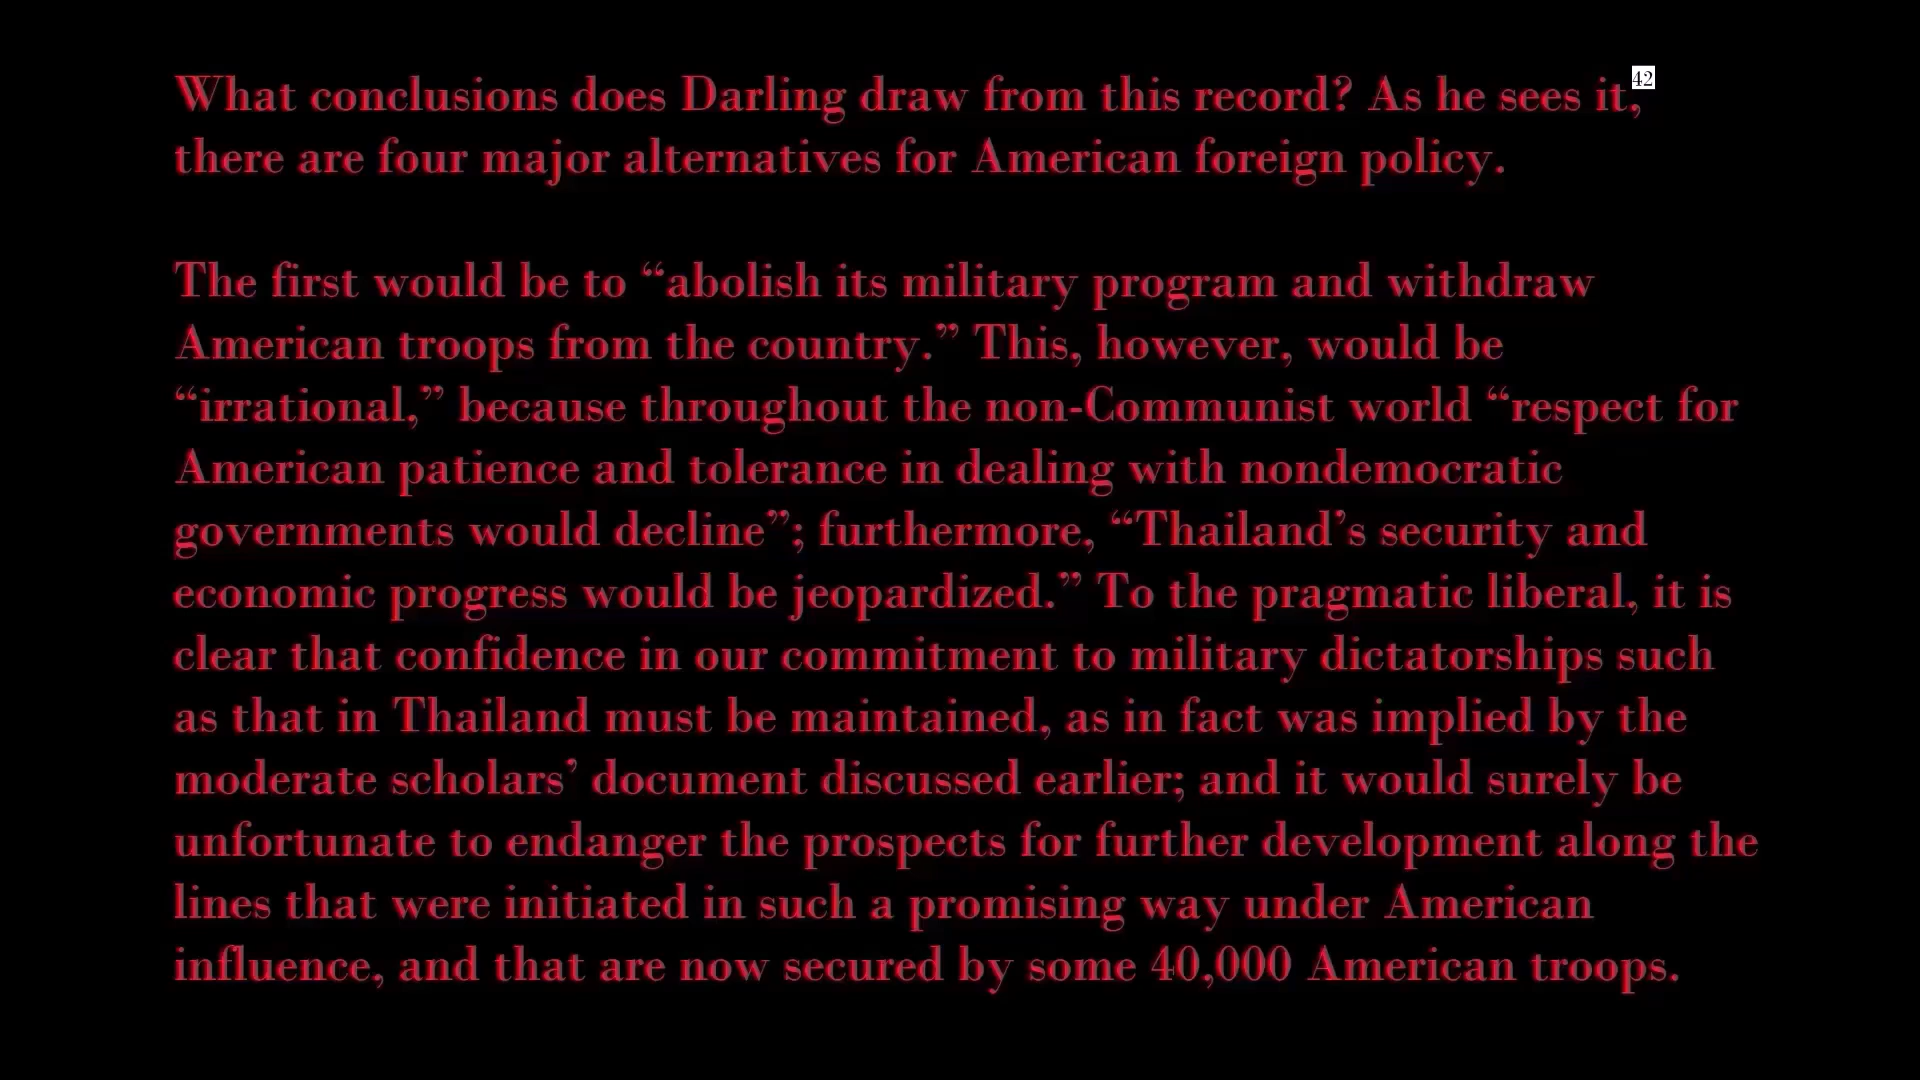 What conclusions does Darling draw from this record? As he sees it,42
there are four major alternatives for American foreign policy.
The first would be to “abolish its military program and withdraw
American troops from the country.” This, however, would be
“irrational,” because throughout the non-Communist world “respect for
American patience and tolerance in dealing with nondemocratic
governments would decline”; furthermore, “Thailand’s security and
economic progress would be jeopardized.” To the pragmatic liberal, it is
clear that confidence in our commitment to military dictatorships such
as that in Thailand must be maintained, as in fact was implied by the
moderate scholars’ document discussed earlier; and it would surely be
unfortunate to endanger the prospects for further development along the
lines that were initiated in such a promising way under American
influence, and that are now secured by some 40,000 American troops.